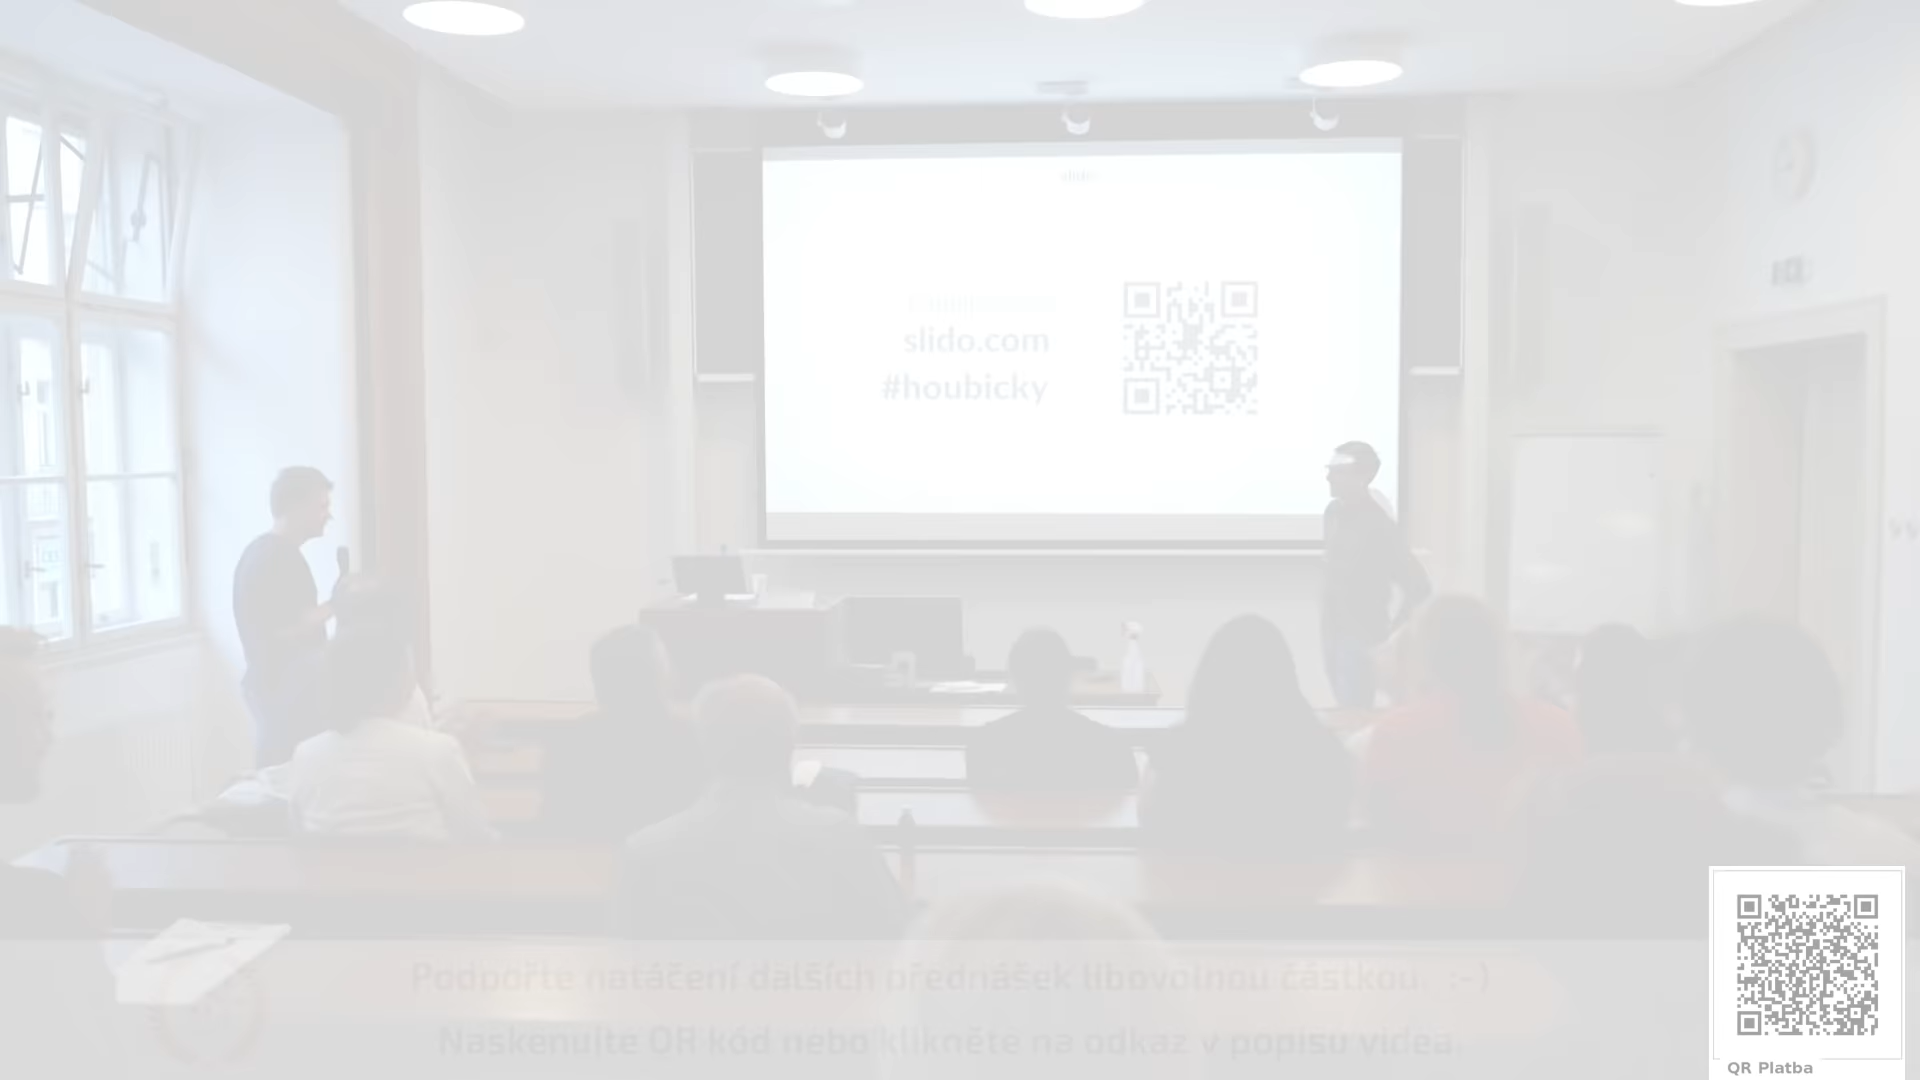 slido
slido.com
#houbicky
Podpořte natáčení dalších přednášek libovolnou částkou. :-)
Naskenujte QR kód nebo klikněte na odkaz v popisu videa.
QR Platba